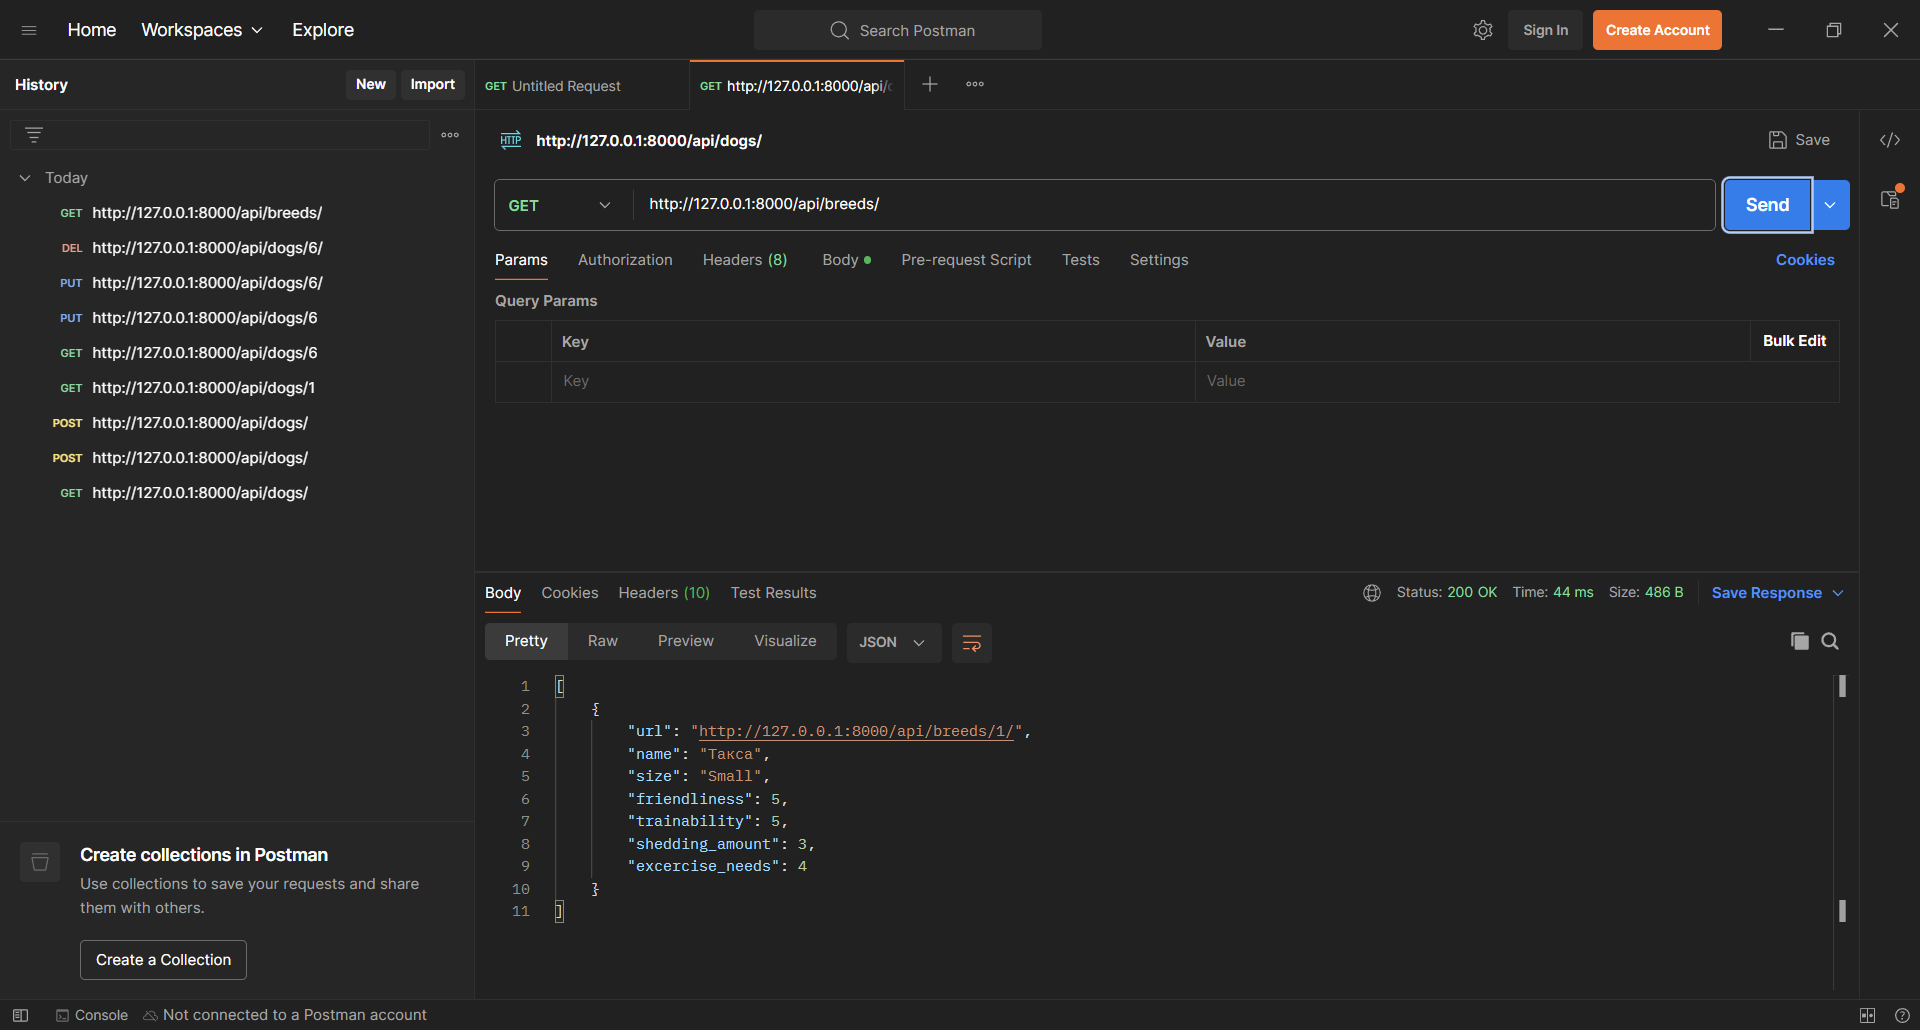 Home Workspaces Explore Search Postman Sign In Create Account
History New Import
GET Untitled Request GET http://127.0.0.1:8000/api/d
http://127.0.0.1:8000/api/dogs/ Save
Today
GET http://127.0.0.1:8000/api/breeds/
DEL http://127.0.0.1:8000/api/dogs/6/
PUT http://127.0.0.1:8000/api/dogs/6/
PUT http://127.0.0.1:8000/api/dogs/6
GET http://127.0.0.1:8000/api/dogs/6
GET http://127.0.0.1:8000/api/dogs/1
POST http://127.0.0.1:8000/api/dogs/
POST http://127.0.0.1:8000/api/dogs/
GET http://127.0.0.1:8000/api/dogs/
Create collections in Postman
Use collections to save your requests and share
them with others.
Create a Collection
HTTP
GET http://127.0.0.1:8000/api/breeds/ Send
Params Authorization Headers (8) Body Pre-request Script Tests Settings Cookies
Query Params
Key Value Bulk Edit
Key Value
Body Cookies Headers (10) Test Results Status: 200 OK Time: 44 ms Size: 486 B Save Response
Pretty Raw Preview Visualize JSON
1 [
2 {
3 "url": "http://127.0.0.1:8000/api/breeds/1/",
4 "name": "Такса",
5 "size": "Small",
6 "friendliness": 5,
7 "trainability": 5,
8 "shedding_amount": 3,
9 "excercise_needs": 4
10 }
11 ]
Console Not connected to a Postman account